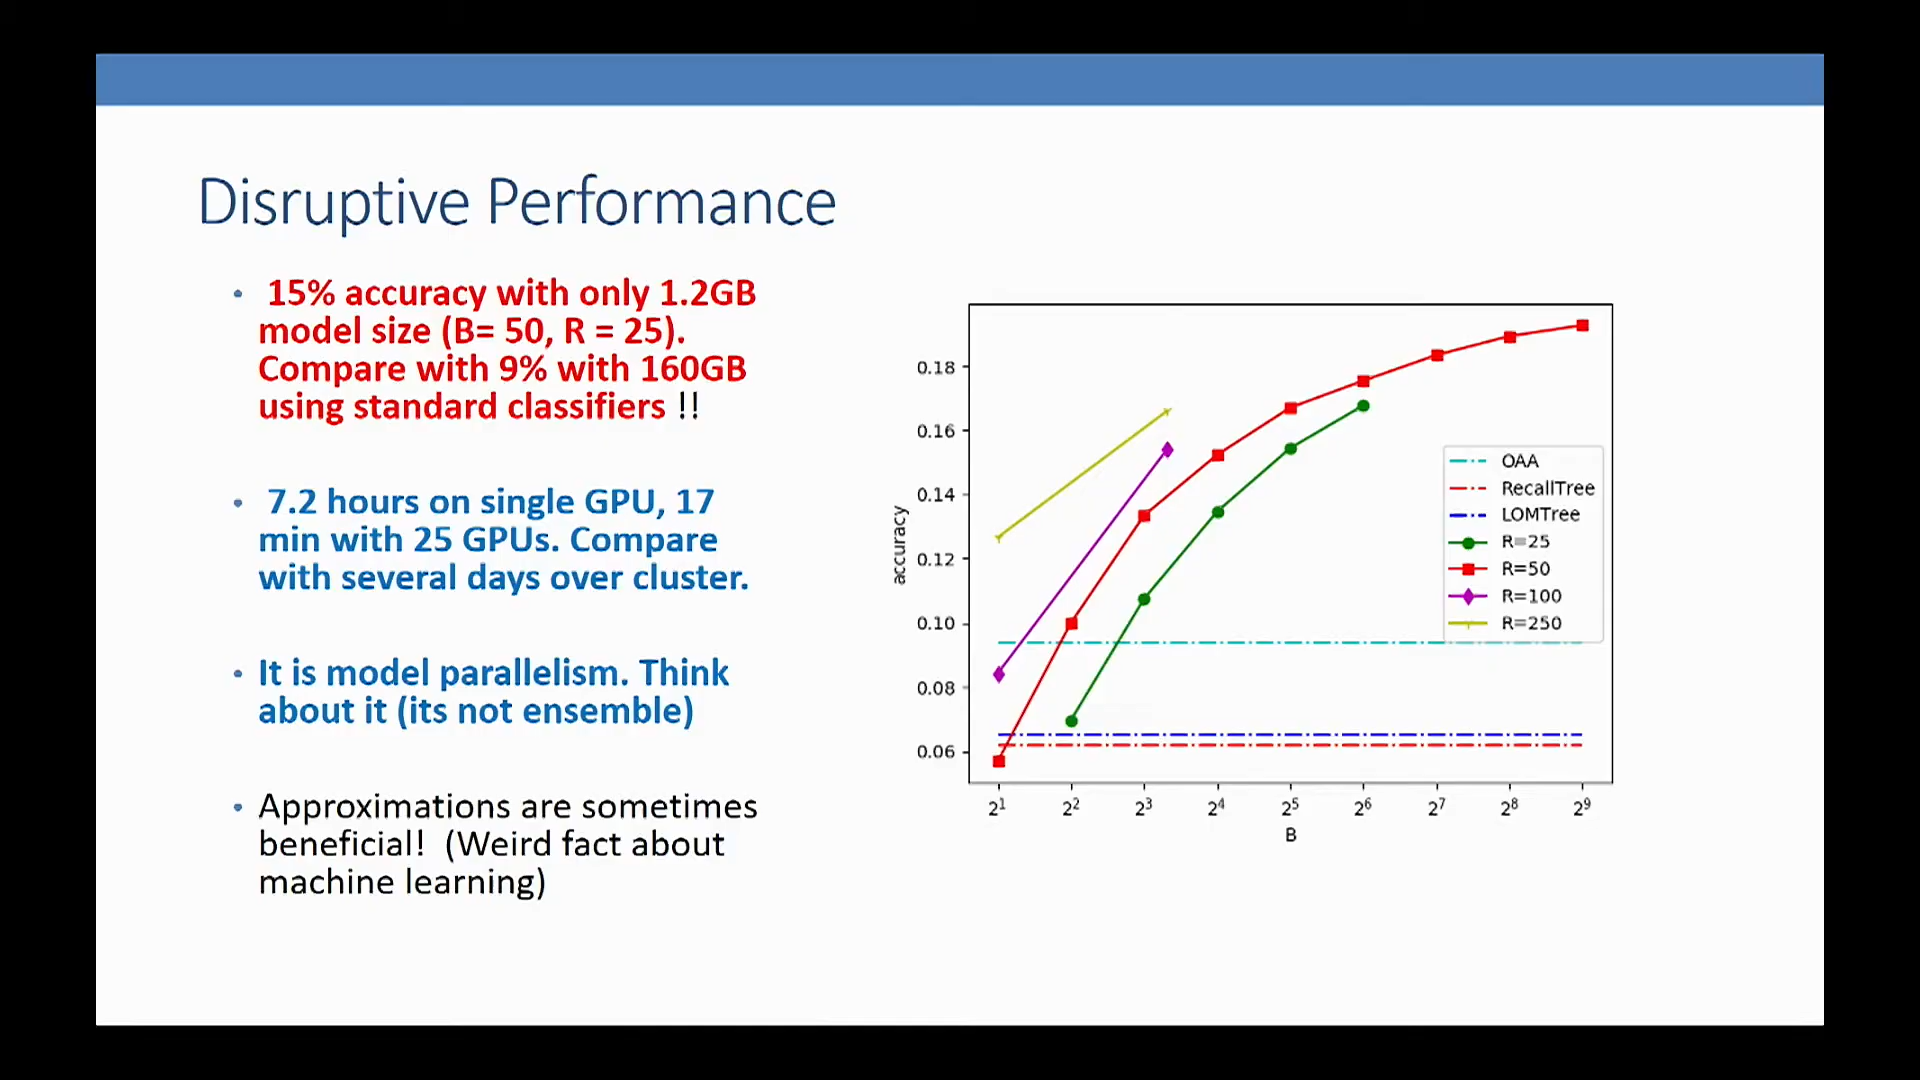 Disruptive Performance
• 15% accuracy with only 1.2GB
model size (B= 50, R = 25).
Compare with 9% with 160GB
using standard classifiers !!
• 7.2 hours on single GPU, 17
min with 25 GPUs. Compare
with several days over cluster.
• It is model parallelism. Think
about it (its not ensemble)
• Approximations are sometimes
beneficial! (Weird fact about
machine learning)
accuracy
0.18
0.16
0.14
0.12
0.10
0.08
0.06
OAA
RecallTree
LOMTree
R=25
R=50
R=100
R=250
2¹ 2² 2³ 2⁴ 2⁵ 2⁶ 2⁷ 2⁸ 2⁹
B